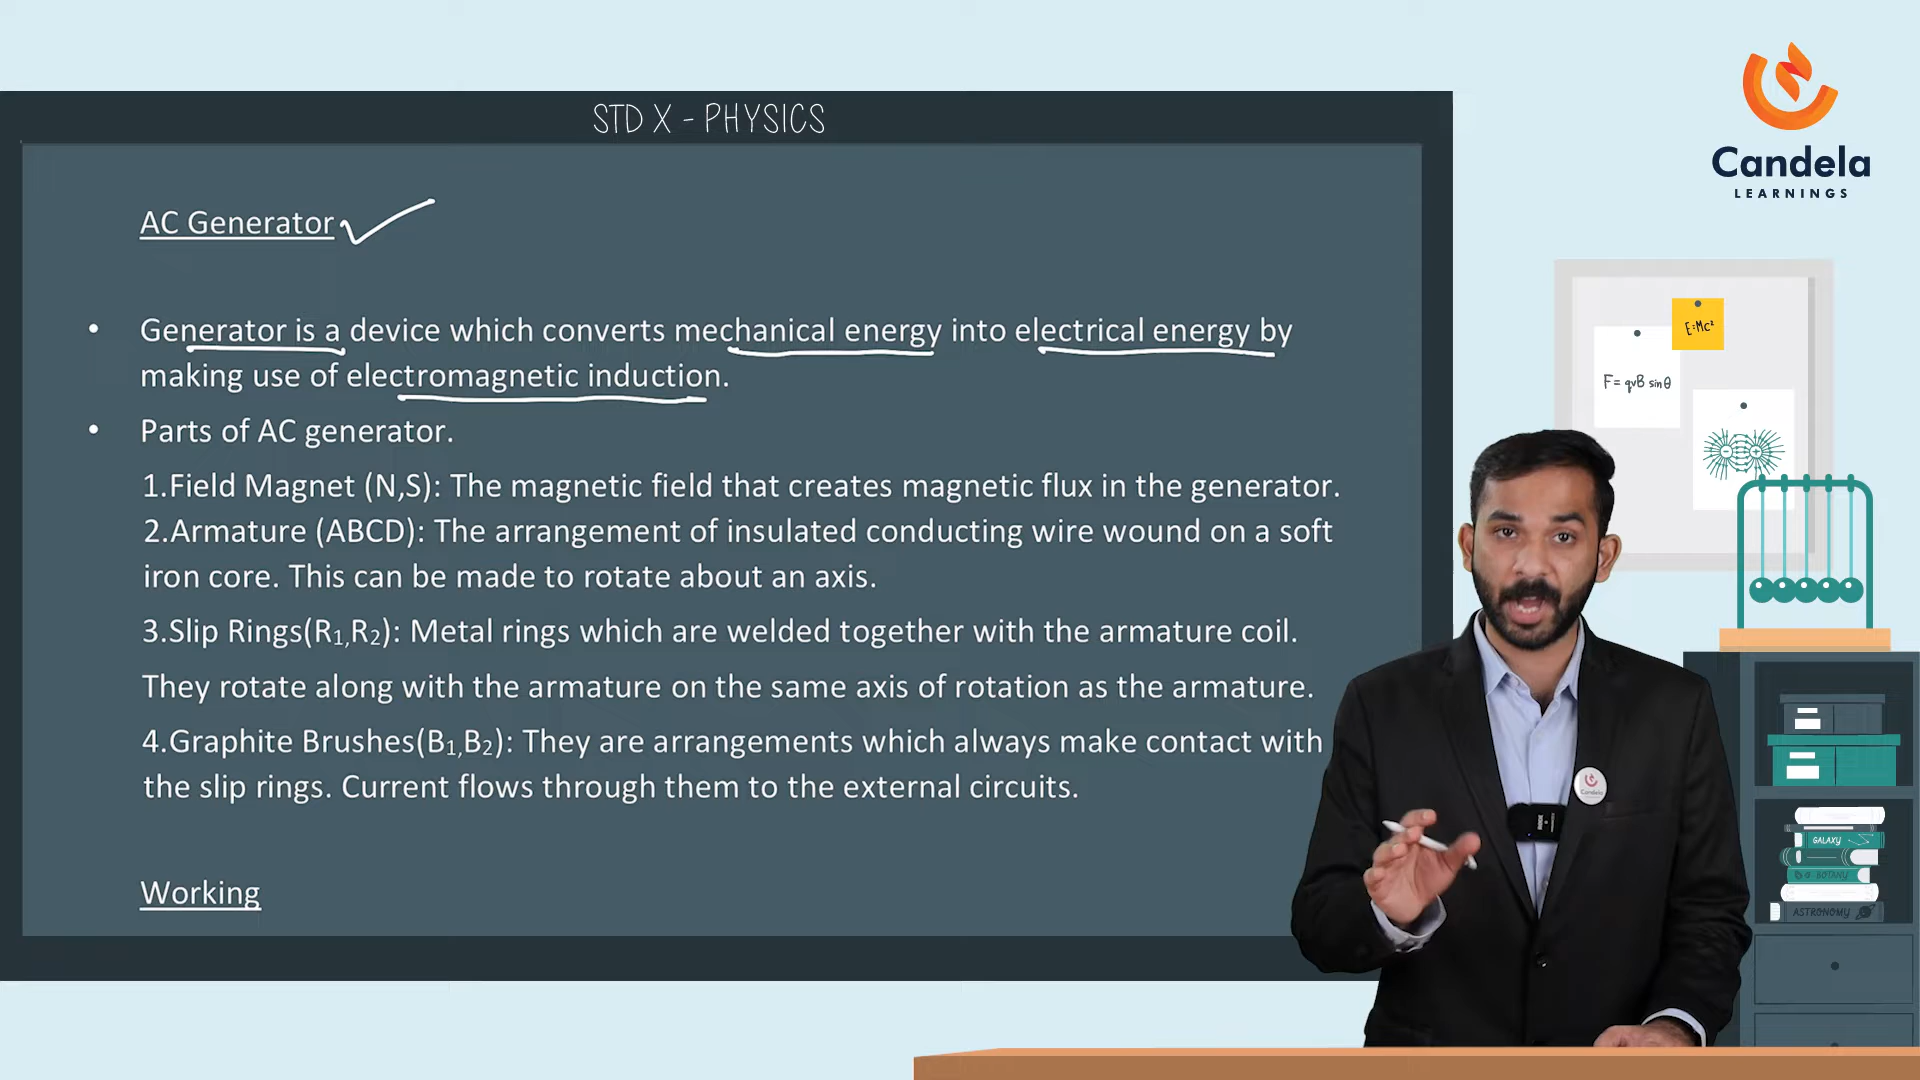 STD X - PHYSICS
Candela
LEARNINGS
AC Generator
• Generator is a device which converts mechanical energy into electrical energy by
making use of electromagnetic induction.
• Parts of AC generator.
1.Field Magnet (N,S): The magnetic field that creates magnetic flux in the generator.
2.Armature (ABCD): The arrangement of insulated conducting wire wound on a soft
iron core. This can be made to rotate about an axis.
3.Slip Rings(R₁,R₂): Metal rings which are welded together with the armature coil.
They rotate along with the armature on the same axis of rotation as the armature.
4.Graphite Brushes(B₁,B₂): They are arrangements which always make contact with
the slip rings. Current flows through them to the external circuits.
Working
E=Mc²
F= qvB sinθ
Candela
GALAXY
BOTANY
ASTRONOMY